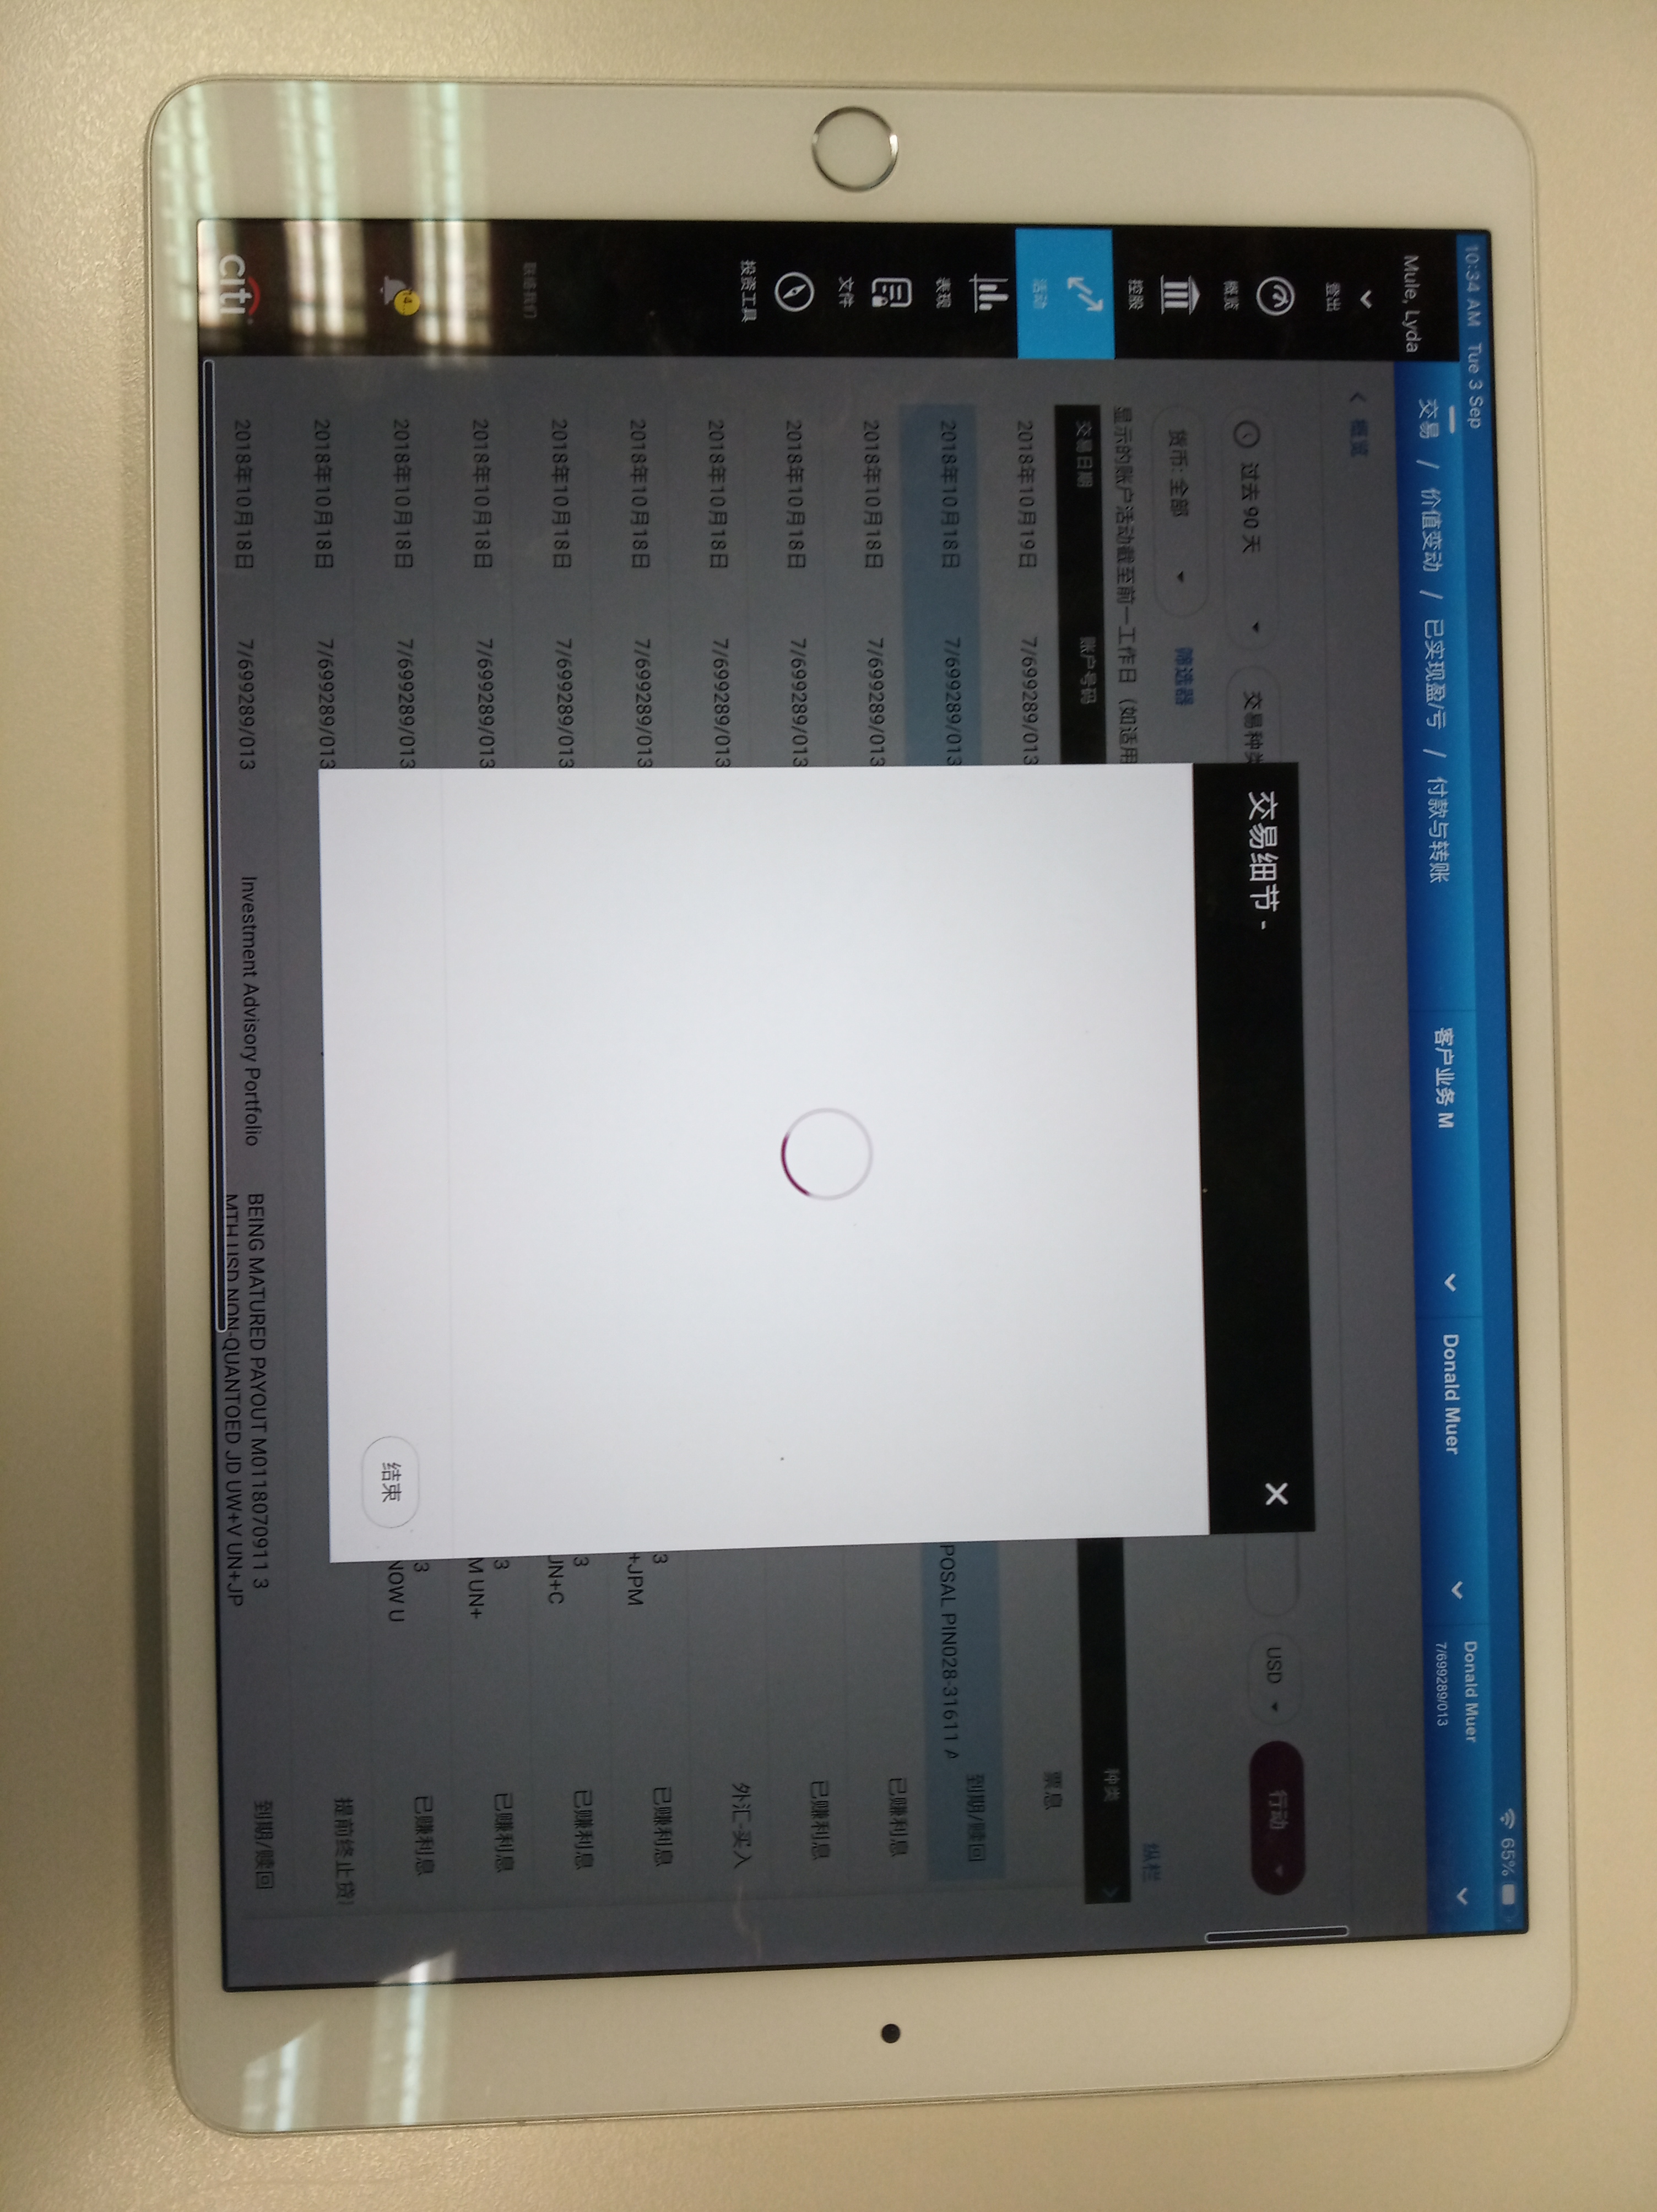 10:34 AM Tue 3 Sep
65%
Mule, Lyda
登出
概览
控股
活动
表现
文件
投资工具
联络我们
citi
交易 / 价值变动 / 已实现盈/亏 / 付款与转账
客户业务 M
Donald Muer
Donald Muer
7/699289/013
概览
过去 90 天
交易种类
USD
行动
货币: 全部
筛选器
显示的账户活动截至前一工作日（如适用
纵栏
交易日期 账户号码 种类
2018年10月19日 7/699289/013 票息
2018年10月18日 7/699289/013 POSAL PIN028-31611 A 到期/赎回
2018年10月18日 7/699289/013 已赚利息
2018年10月18日 7/699289/013 已赚利息
2018年10月18日 7/699289/013 外汇-买入
2018年10月18日 7/699289/013 3 已赚利息
+JPM
2018年10月18日 7/699289/013 3 已赚利息
UN+C
2018年10月18日 7/699289/013 3 已赚利息
M UN+
2018年10月18日 7/699289/013 3 已赚利息
NOW U
2018年10月18日 7/699289/013 提前终止贷
2018年10月18日 7/699289/013 Investment Advisory Portfolio BEING MATURED PAYOUT M0118070911 3 到期/赎回
MTH USD NON-QUANTOED JD UW+V UN+JP
交易细节 -
结束